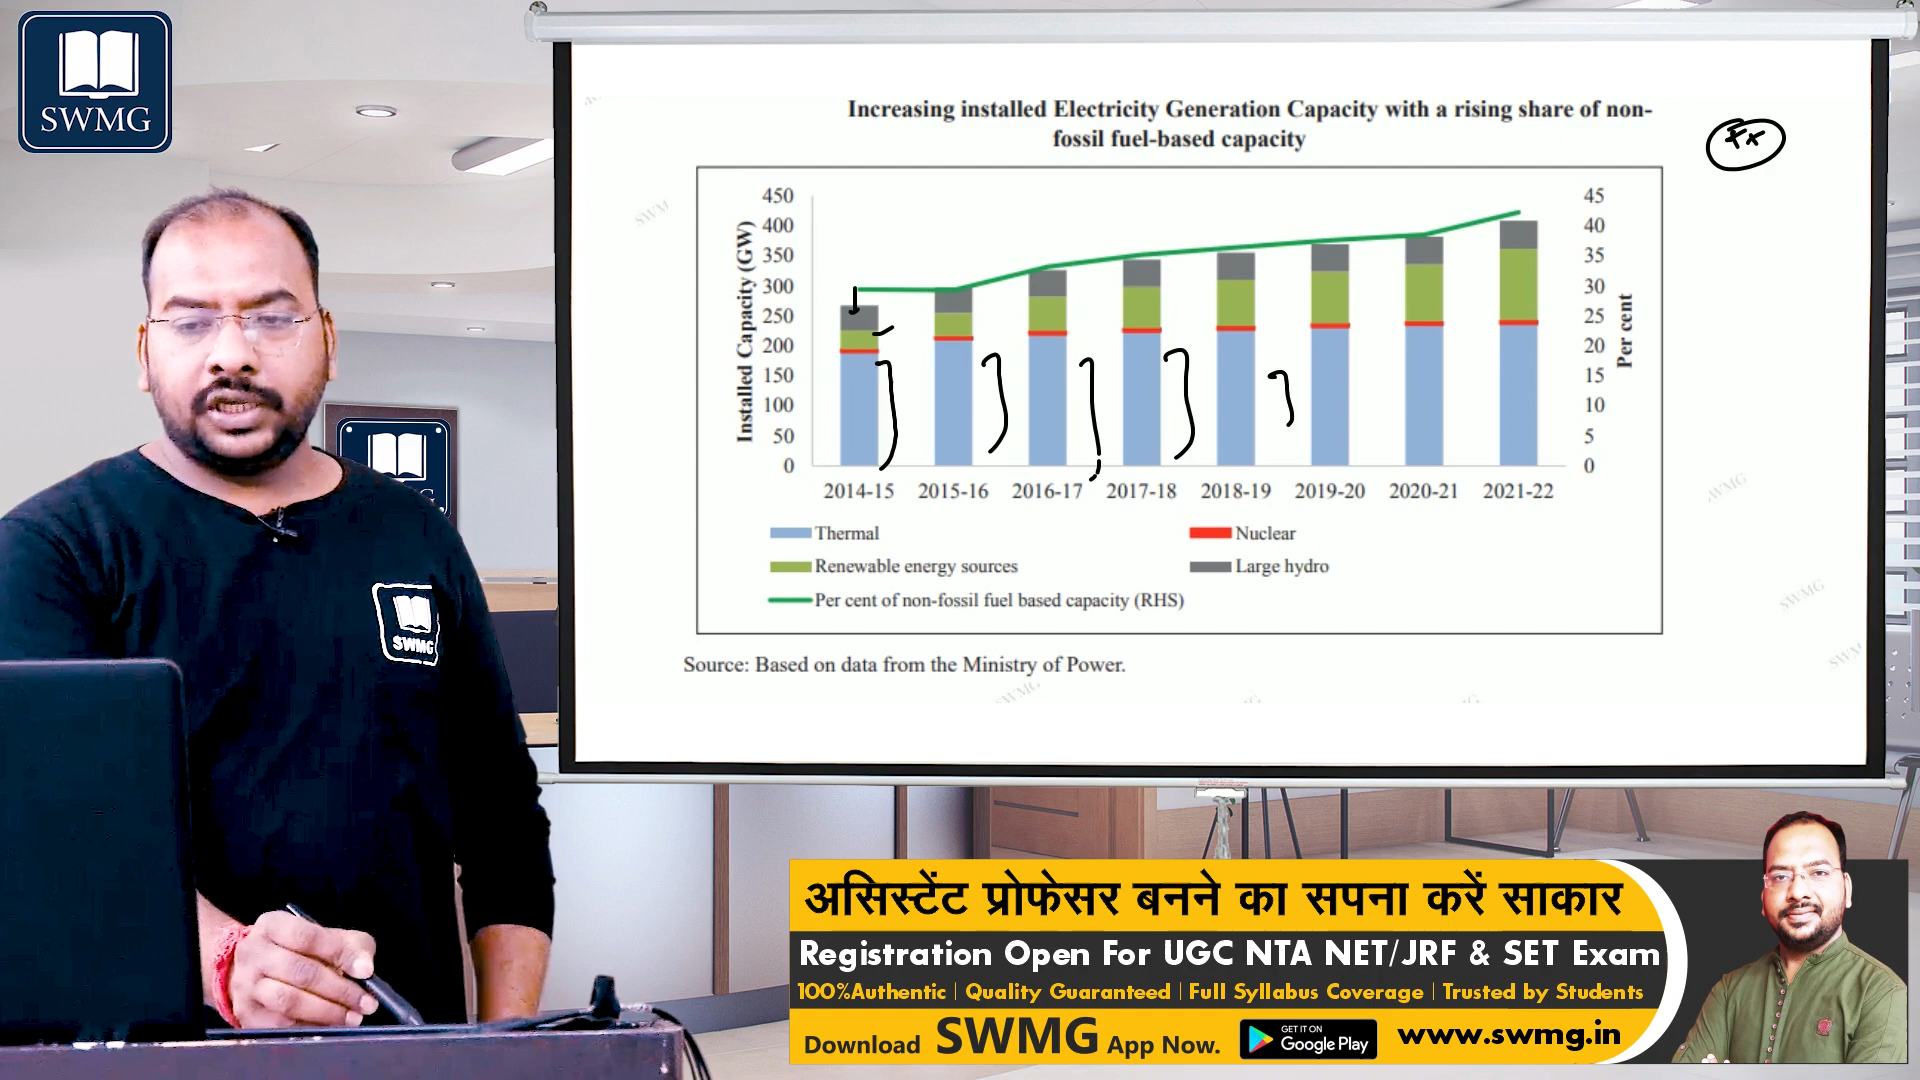 SWMG
Increasing installed Electricity Generation Capacity with a rising share of non-
fossil fuel-based capacity
Fx
Installed Capacity (GW)
450
400
350
300
250
200
150
100
50
0
45
40
35
30
25
20
15
10
5
0
Per cent
2014-15 2015-16 2016-17 2017-18 2018-19 2019-20 2020-21 2021-22
Thermal
Nuclear
Renewable energy sources
Large hydro
Per cent of non-fossil fuel based capacity (RHS)
Source: Based on data from the Ministry of Power.
SWMG
SWMG
SWMG
SWMG
SWMG
असिस्टेंट प्रोफेसर बनने का सपना करें साकार
Registration Open For UGC NTA NET/JRF & SET Exam
100%Authentic | Quality Guaranteed | Full Syllabus Coverage | Trusted by Students
Download SWMG App Now.
GET IT ON
Google Play
www.swmg.in